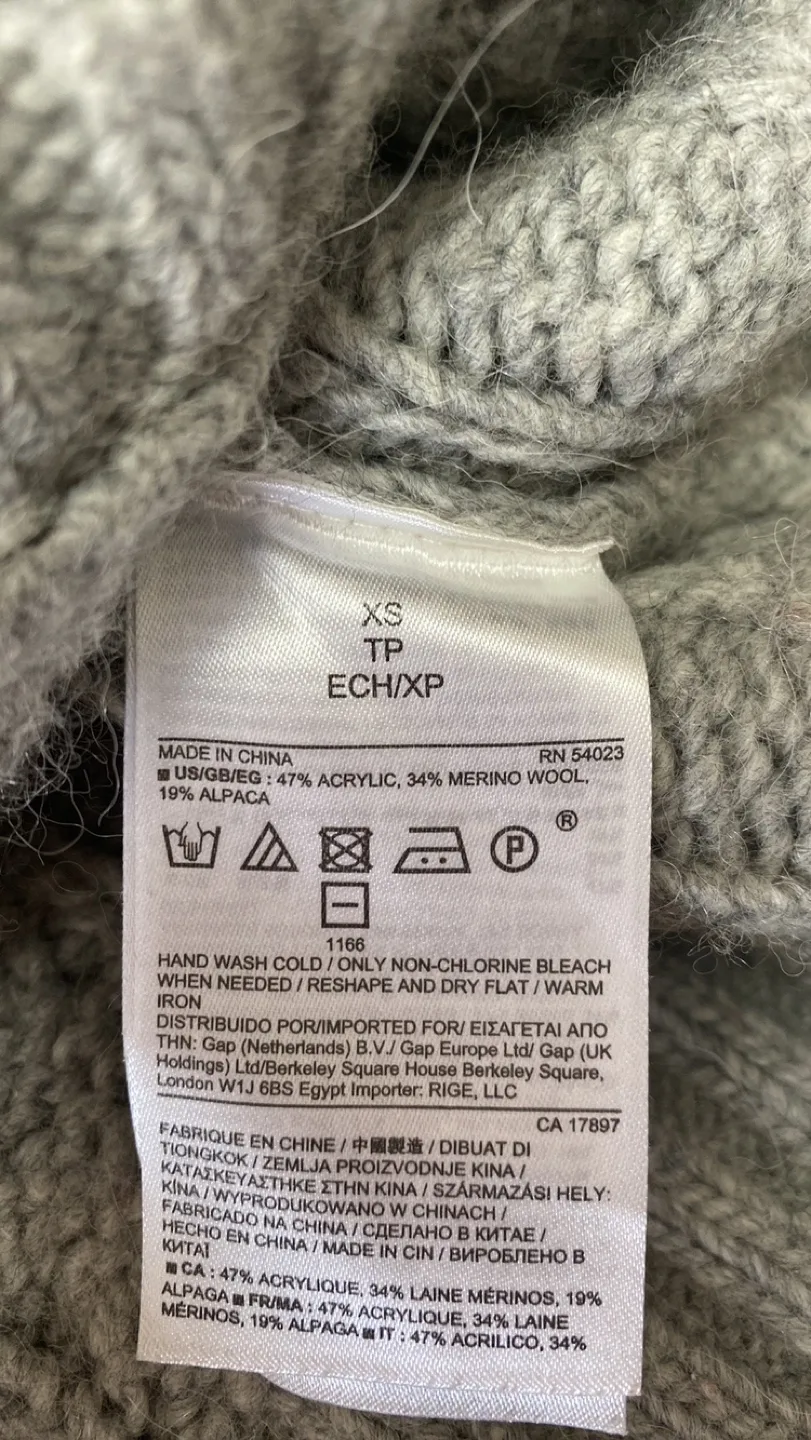 XS
TP
ECH/XP
MADE IN CHINA RN 54023
■ US/GB/EG : 47% ACRYLIC, 34% MERINO WOOL,
19% ALPACA
P ®
1166
HAND WASH COLD / ONLY NON-CHLORINE BLEACH
WHEN NEEDED / RESHAPE AND DRY FLAT / WARM
IRON
DISTRIBUIDO POR/IMPORTED FOR/ ΕΙΣΑΓΕΤΑΙ ΑΠΟ
ΤΗΝ: Gap (Netherlands) B.V./ Gap Europe Ltd/ Gap (UK
Holdings) Ltd/Berkeley Square House Berkeley Square,
London W1J 6BS Egypt Importer: RIGE, LLC
CA 17897
FABRIQUE EN CHINE / 中國製造 / DIBUAT DI
TIONGKOK / ZEMLJA PROIZVODNJE KINA /
ΚΑΤΑΣΚΕΥΑΣΤΗΚΕ ΣΤΗΝ ΚΙΝΑ / SZÁRMAZÁSI HELY:
KÍNA / WYPRODUKOWANO W CHINACH /
FABRICADO NA CHINA / СДЕЛАНО В КИТАЕ /
HECHO EN CHINA / MADE IN CIN / ВИРОБЛЕНО В
КИТАЇ
■ CA : 47% ACRYLIQUE, 34% LAINE MÉRINOS, 19%
ALPAGA ■ FR/MA : 47% ACRYLIQUE, 34% LAINE
MÉRINOS, 19% ALPAGA ■ IT : 47% ACRILICO, 34%